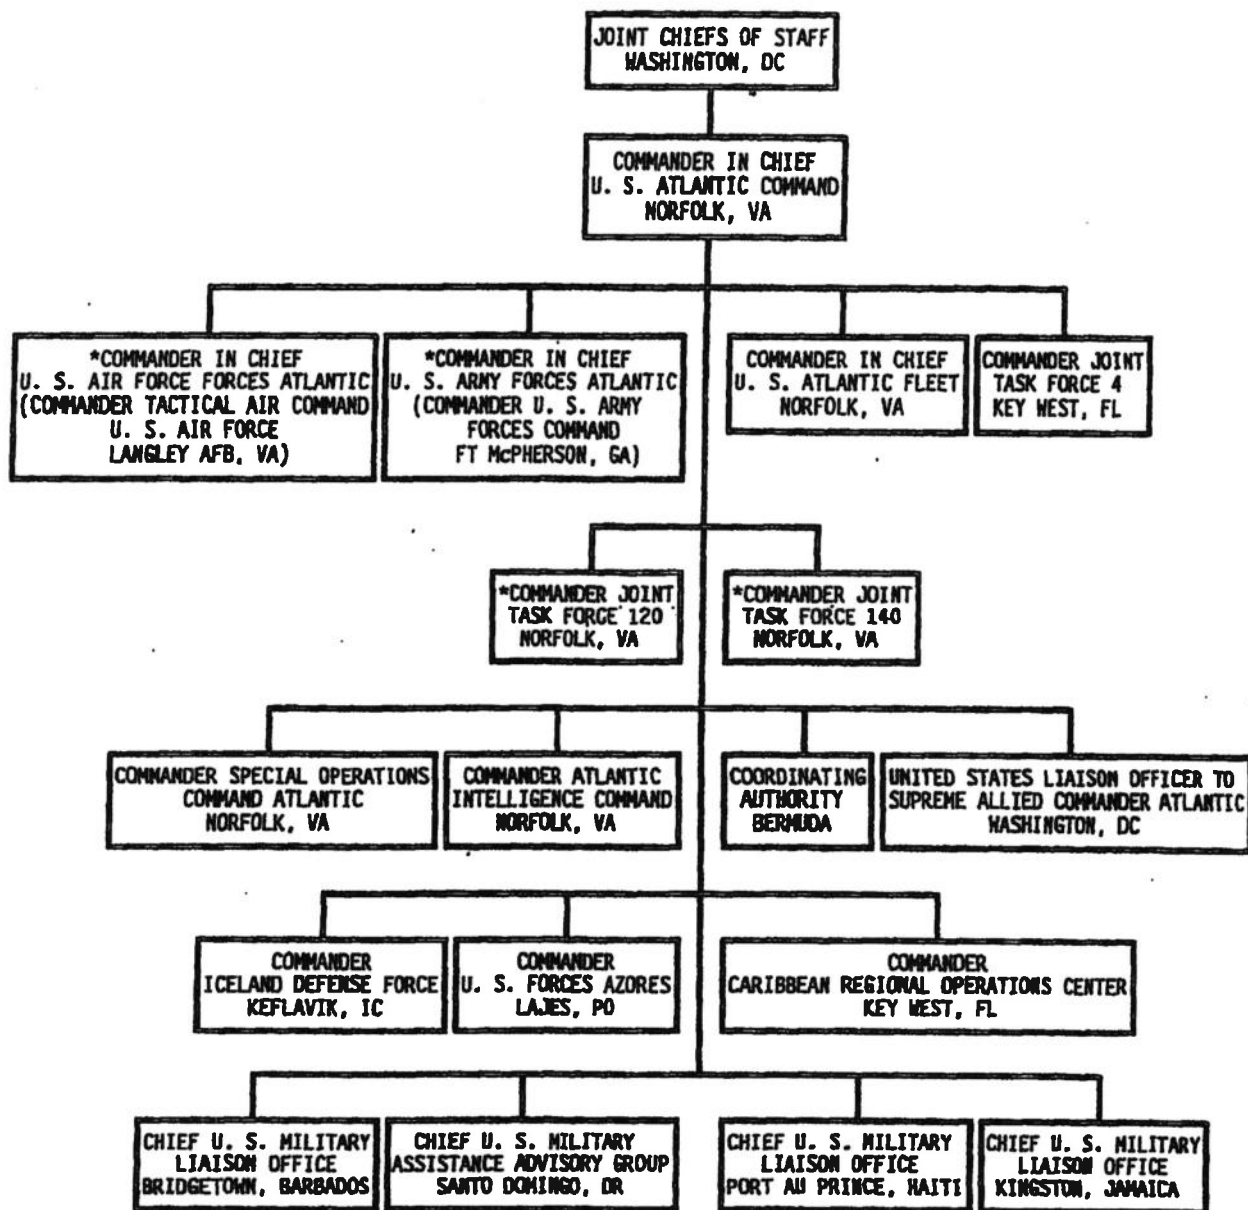 JOINT CHIEFS OF STAFF
WASHINGTON, DC
COMMANDER IN CHIEF
U. S. ATLANTIC COMMAND
NORFOLK, VA
*COMMANDER IN CHIEF
U. S. AIR FORCE FORCES ATLANTIC
(COMMANDER TACTICAL AIR COMMAND
U. S. AIR FORCE
LANGLEY AFB, VA)
*COMMANDER IN CHIEF
U. S. ARMY FORCES ATLANTIC
(COMMANDER U. S. ARMY
FORCES COMMAND
FT McPHERSON, GA)
COMMANDER IN CHIEF
U. S. ATLANTIC FLEET
NORFOLK, VA
COMMANDER JOINT
TASK FORCE 4
KEY WEST, FL
*COMMANDER JOINT
TASK FORCE 120
NORFOLK, VA
*COMMANDER JOINT
TASK FORCE 140
NORFOLK, VA
COMMANDER SPECIAL OPERATIONS
COMMAND ATLANTIC
NORFOLK, VA
COMMANDER ATLANTIC
INTELLIGENCE COMMAND
NORFOLK, VA
COORDINATING
AUTHORITY
BERMUDA
UNITED STATES LIAISON OFFICER TO
SUPREME ALLIED COMMANDER ATLANTIC
WASHINGTON, DC
COMMANDER
ICELAND DEFENSE FORCE
KEFLAVIK, IC
COMMANDER
U. S. FORCES AZORES
LAJES, PO
COMMANDER
CARIBBEAN REGIONAL OPERATIONS CENTER
KEY WEST, FL
CHIEF U. S. MILITARY
LIAISON OFFICE
BRIDGETOWN, BARBADOS
CHIEF U. S. MILITARY
ASSISTANCE ADVISORY GROUP
SANTO DOMINGO, DR
CHIEF U. S. MILITARY
LIAISON OFFICE
PORT AU PRINCE, HAITI
CHIEF U. S. MILITARY
LIAISON OFFICE
KINGSTON, JAMAICA